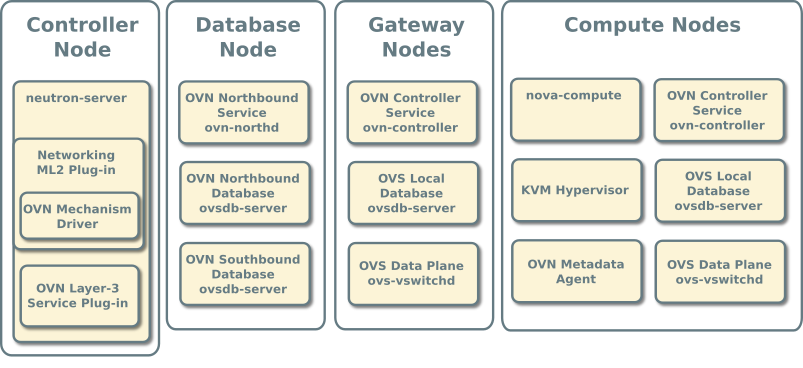 Controller
Node
neutron-server
Networking
ML2 Plug-in
OVN Mechanism
Driver
OVN Layer-3
Service Plug-in
Database
Node
OVN Northbound
Service
ovn-northd
OVN Northbound
Database
ovsdb-server
OVN Southbound
Database
ovsdb-server
Gateway
Nodes
OVN Controller
Service
ovn-controller
OVS Local
Database
ovsdb-server
OVS Data Plane
ovs-vswitchd
Compute Nodes
nova-compute
KVM Hypervisor
OVN Metadata
Agent
OVN Controller
Service
ovn-controller
OVS Local
Database
ovsdb-server
OVS Data Plane
ovs-vswitchd